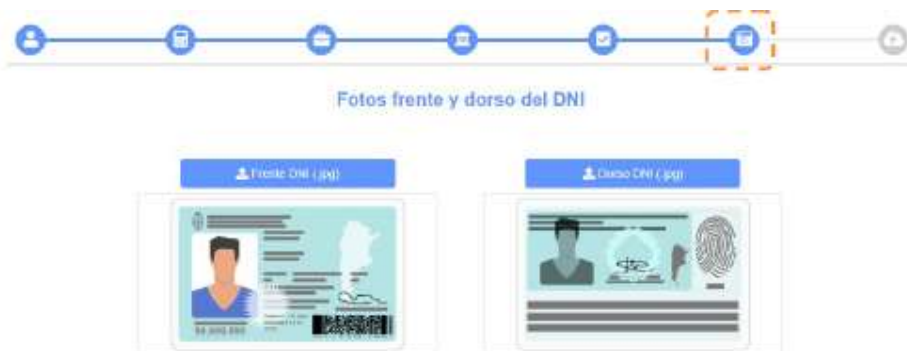 Fotos frente y dorso del DNI
Frente DNI (.jpg)
Dorso DNI (.jpg)